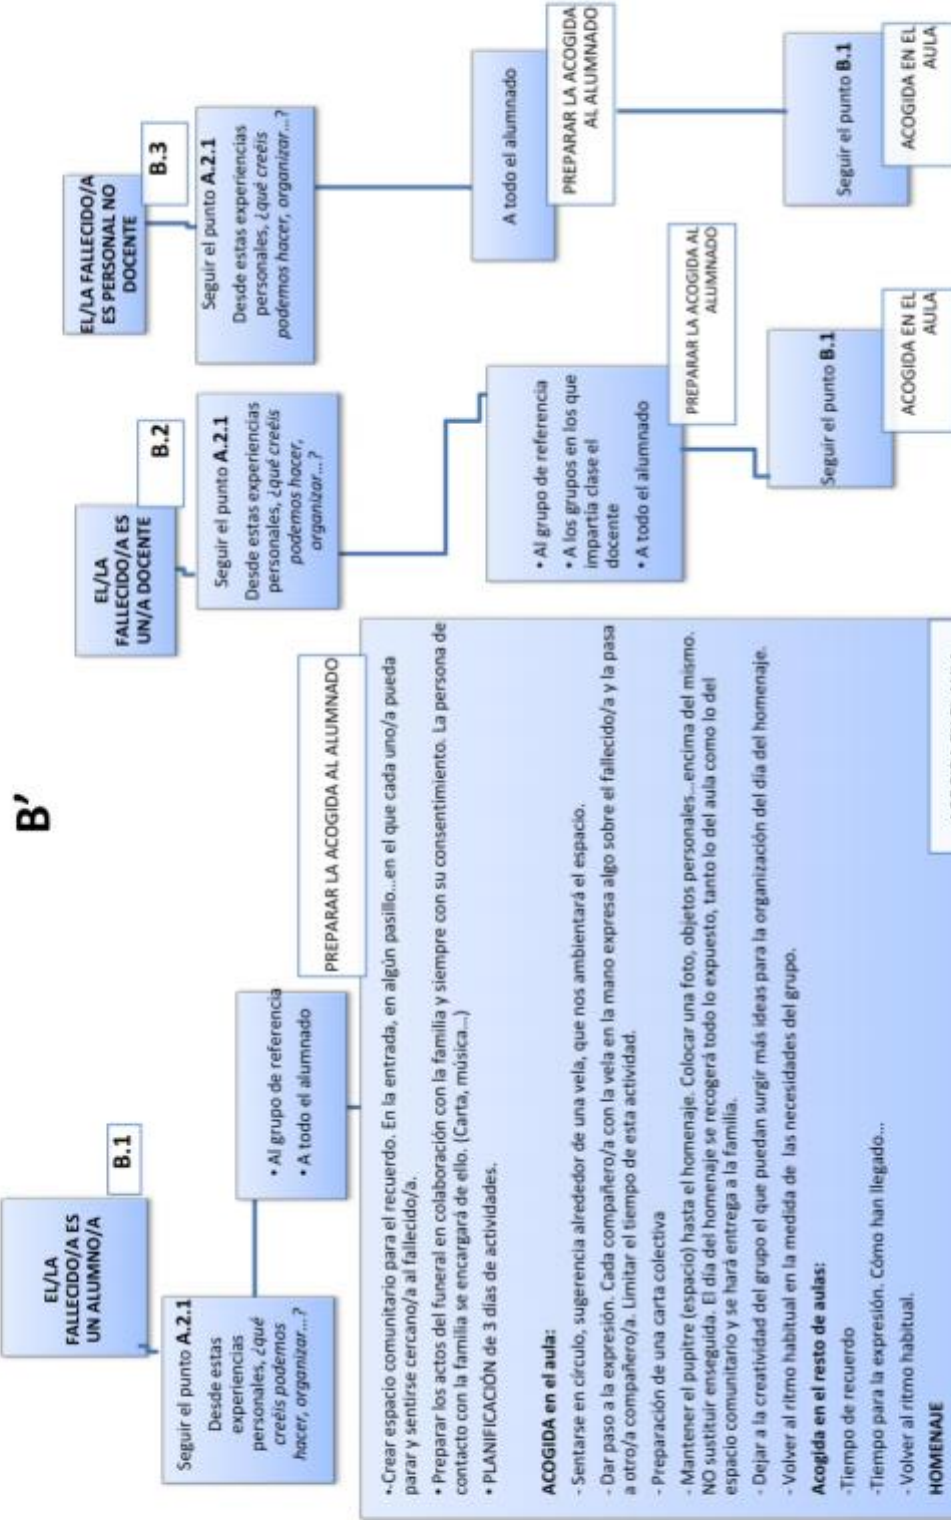 B'
EL/LA
FALLECIDO/A ES
UN ALUMNO/A
B.1
Seguir el punto A.2.1
Desde estas
experiencias
personales, ¿qué
creéis podemos
hacer, organizar...?
• Al grupo de referencia
• A todo el alumnado
PREPARAR LA ACOGIDA AL ALUMNADO
•·Crear espacio comunitario para el recuerdo. En la entrada, en algún pasillo...en el que cada uno/a pueda
parar y sentirse cercano/a al fallecido/a.
• Preparar los actos del funeral en colaboración con la familia y siempre con su consentimiento. La persona de
contacto con la familia se encargará de ello. (Carta, música...)
• PLANIFICACIÓN de 3 días de actividades.
ACOGIDA en el aula:
- Sentarse en círculo, sugerencia alrededor de una vela, que nos ambientará el espacio.
- Dar paso a la expresión. Cada compañero/a con la vela en la mano expresa algo sobre el fallecido/a y la pasa
a otro/a compañero/a. Limitar el tiempo de esta actividad.
- Preparación de una carta colectiva
- Mantener el pupitre (espacio) hasta el homenaje. Colocar una foto, objetos personales...encima del mismo.
NO sustituir enseguida. El día del homenaje se recogerá todo lo expuesto, tanto lo del aula como lo del
espacio comunitario y se hará entrega a la familia.
- Dejar a la creatividad del grupo el que puedan surgir más ideas para la organización del día del homenaje.
- Volver al ritmo habitual en la medida de las necesidades del grupo.
Acogida en el resto de aulas:
-Tiempo de recuerdo
-Tiempo para la expresión. Cómo han llegado...
- Volver al ritmo habitual.
HOMENAJE
EL/LA
FALLECIDO/A ES
UN/A DOCENTE
B.2
Seguir el punto A.2.1
Desde estas experiencias
personales, ¿qué creéis
podemos hacer,
organizar...?
• Al grupo de referencia
• A los grupos en los que
impartía clase el
docente
• A todo el alumnado
PREPARAR LA ACOGIDA AL
ALUMNADO
Seguir el punto B.1
ACOGIDA EN EL
AULA
EL/LA FALLECIDO/A
ES PERSONAL NO
DOCENTE
B.3
Seguir el punto A.2.1
Desde estas experiencias
personales, ¿qué creéis
podemos hacer, organizar...?
A todo el alumnado
PREPARAR LA ACOGIDA
AL ALUMNADO
Seguir el punto B.1
ACOGIDA EN EL
AULA